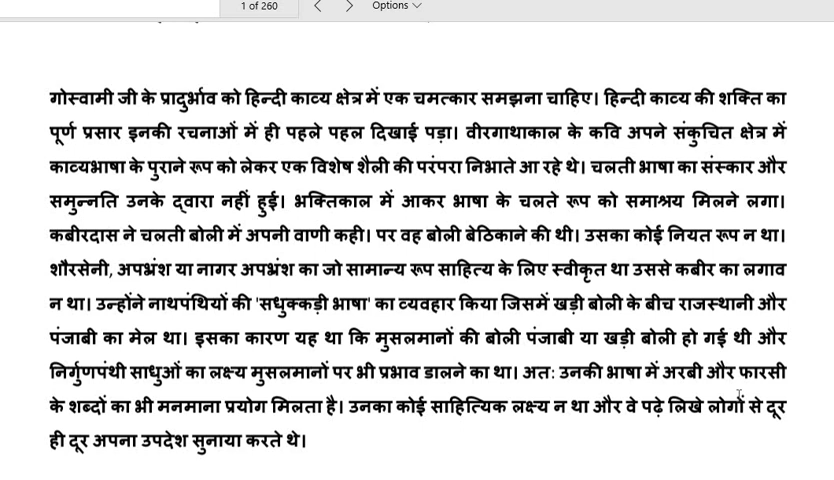 1 of 260
Options
गोस्वामी जी के प्रादुर्भाव को हिन्दी काव्य क्षेत्र में एक चमत्कार समझना चाहिए। हिन्दी काव्य की शक्ति का
पूर्ण प्रसार इनकी रचनाओं में ही पहले पहल दिखाई पड़ा। वीरगाथाकाल के कवि अपने संकुचित क्षेत्र में
काव्यभाषा के पुराने रूप को लेकर एक विशेष शैली की परंपरा निभाते आ रहे थे। चलती भाषा का संस्कार और
समुन्नति उनके द्वारा नहीं हुई। भक्तिकाल में आकर भाषा के चलते रूप को समाश्रय मिलने लगा।
कबीरदास ने चलती बोली में अपनी वाणी कही। पर वह बोली बेठिकाने की थी। उसका कोई नियत रूप न था।
शौरसेनी, अपभ्रंश या नागर अपभ्रंश का जो सामान्य रूप साहित्य के लिए स्वीकृत था उससे कबीर का लगाव
न था। उन्होंने नाथपंथियों की 'सधुक्कड़ी भाषा' का व्यवहार किया जिसमें खड़ी बोली के बीच राजस्थानी और
पंजाबी का मेल था। इसका कारण यह था कि मुसलमानों की बोली पंजाबी या खड़ी बोली हो गई थी और
निर्गुणपंथी साधुओं का लक्ष्य मुसलमानों पर भी प्रभाव डालने का था। अत: उनकी भाषा में अरबी और फारसी
के शब्दों का भी मनमाना प्रयोग मिलता है। उनका कोई साहित्यिक लक्ष्य न था और वे पढ़े लिखे लोगों से दूर
ही दूर अपना उपदेश सुनाया करते थे।